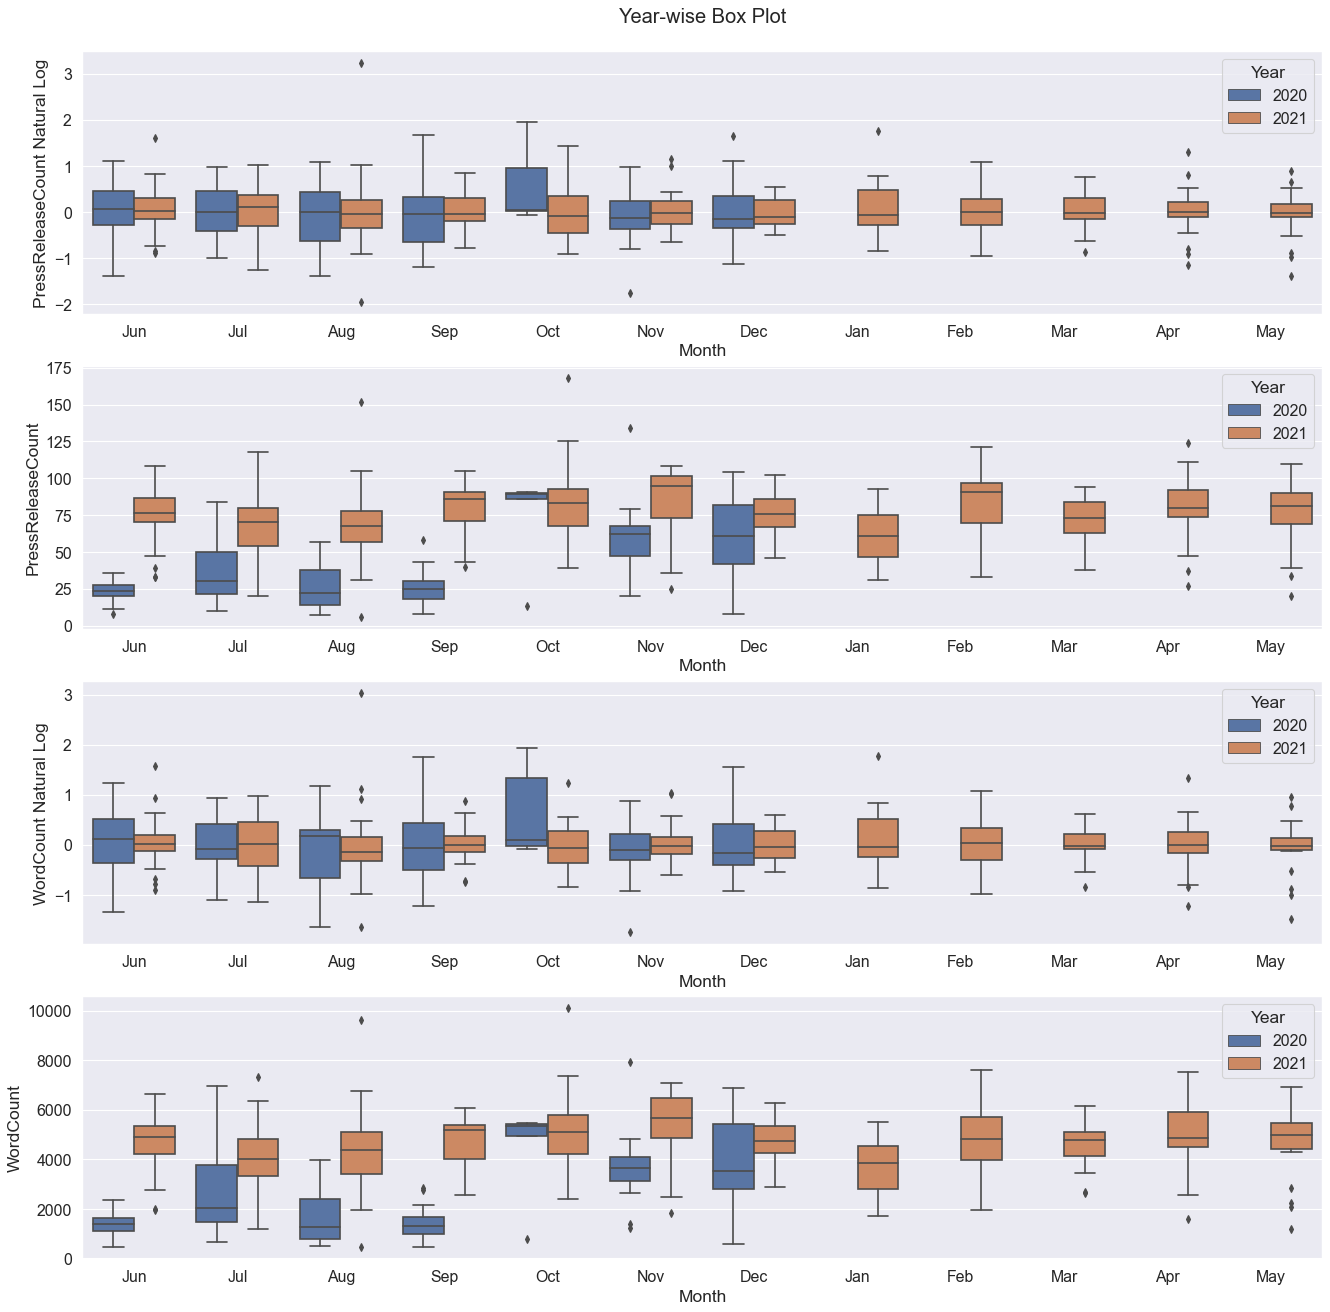 Year-wise Box Plot
PressReleaseCount Natural Log
3
2
1
0
−1
−2
Year
2020
2021
Jun Jul Aug Sep Oct Nov Dec Jan Feb Mar Apr May
Month
PressReleaseCount
175
150
125
100
75
50
25
0
Year
2020
2021
Jun Jul Aug Sep Oct Nov Dec Jan Feb Mar Apr May
Month
WordCount Natural Log
3
2
1
0
−1
Year
2020
2021
Jun Jul Aug Sep Oct Nov Dec Jan Feb Mar Apr May
Month
WordCount
10000
8000
6000
4000
2000
0
Year
2020
2021
Jun Jul Aug Sep Oct Nov Dec Jan Feb Mar Apr May
Month